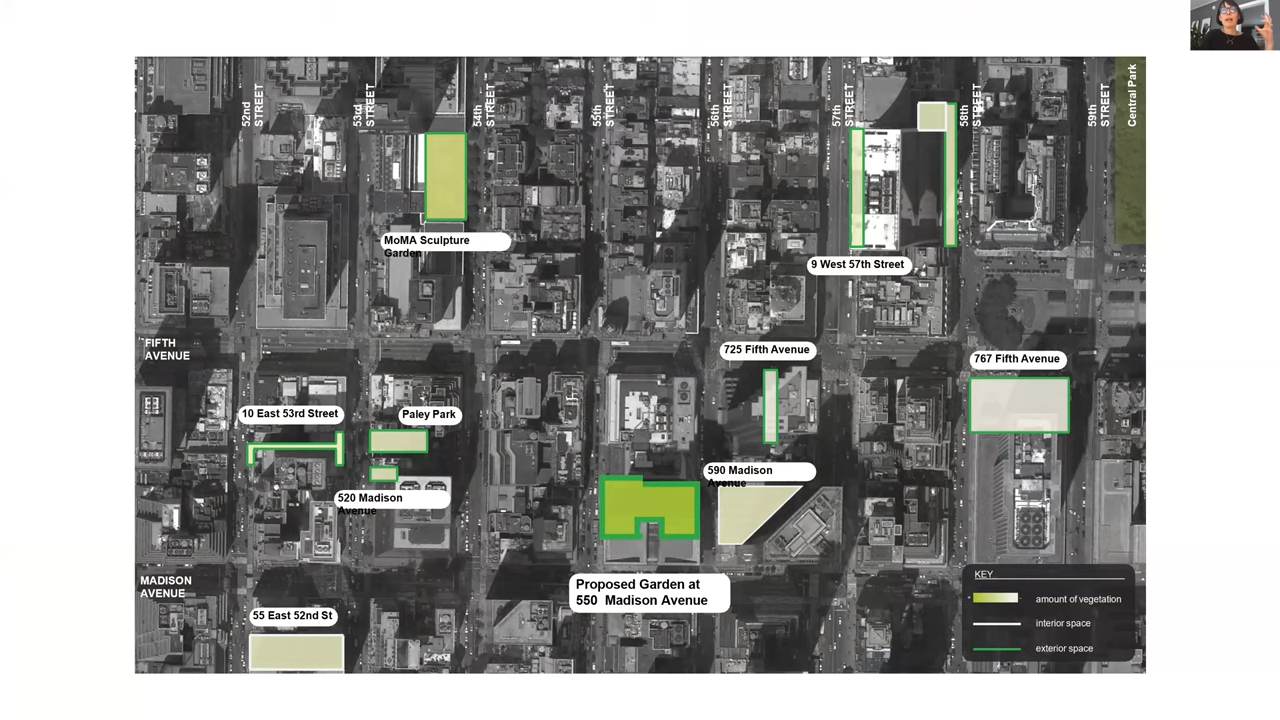 52nd
STREET
53rd
STREET
54th
STREET
55th
STREET
56th
STREET
57th
STREET
58th
STREET
59th
STREET
Central Park
MoMA Sculpture
Garden
9 West 57th Street
FIFTH
AVENUE
725 Fifth Avenue
767 Fifth Avenue
10 East 53rd Street
Paley Park
520 Madison
Avenue
590 Madison
Avenue
MADISON
AVENUE
Proposed Garden at
550 Madison Avenue
55 East 52nd St
KEY
amount of vegetation
interior space
exterior space